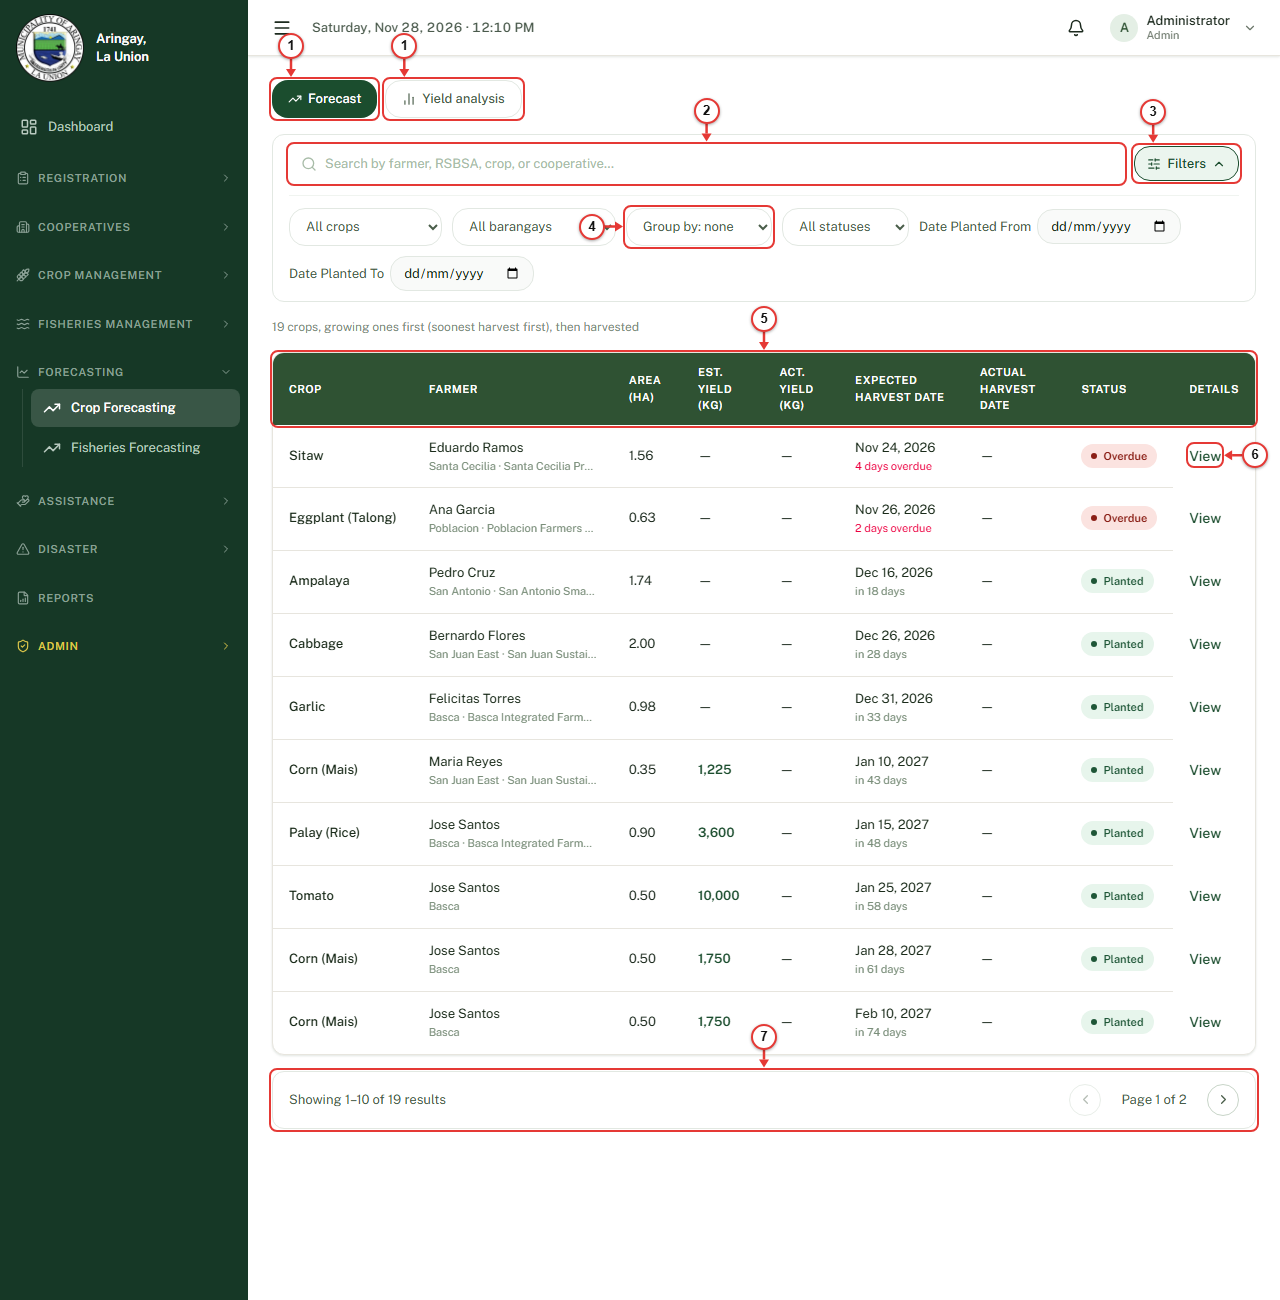 MUNICIPALITY OF ARINGAY
1741
LA UNION
Aringay,
La Union
Dashboard
REGISTRATION
COOPERATIVES
CROP MANAGEMENT
FISHERIES MANAGEMENT
FORECASTING
Crop Forecasting
Fisheries Forecasting
ASSISTANCE
DISASTER
REPORTS
ADMIN
Saturday, Nov 28, 2026 · 12:10 PM
A
Administrator
Admin
1
1
Forecast
Yield analysis
2
3
Search by farmer, RSBSA, crop, or cooperative...
Filters
All crops
All barangays
4
Group by: none
All statuses
Date Planted From
dd/mm/yyyy
Date Planted To
dd/mm/yyyy
19 crops, growing ones first (soonest harvest first), then harvested
5
CROP FARMER AREA (HA) EST. YIELD (KG) ACT. YIELD (KG) EXPECTED HARVEST DATE ACTUAL HARVEST DATE STATUS DETAILS
Sitaw Eduardo Ramos 1.56 — — Nov 24, 2026 — Overdue View
Santa Cecilia · Santa Cecilia Pr... 4 days overdue
6
Eggplant (Talong) Ana Garcia 0.63 — — Nov 26, 2026 — Overdue View
Poblacion · Poblacion Farmers ... 2 days overdue
Ampalaya Pedro Cruz 1.74 — — Dec 16, 2026 — Planted View
San Antonio · San Antonio Sma... in 18 days
Cabbage Bernardo Flores 2.00 — — Dec 26, 2026 — Planted View
San Juan East · San Juan Sustai... in 28 days
Garlic Felicitas Torres 0.98 — — Dec 31, 2026 — Planted View
Basca · Basca Integrated Farm... in 33 days
Corn (Mais) Maria Reyes 0.35 1,225 — Jan 10, 2027 — Planted View
San Juan East · San Juan Sustai... in 43 days
Palay (Rice) Jose Santos 0.90 3,600 — Jan 15, 2027 — Planted View
Basca · Basca Integrated Farm... in 48 days
Tomato Jose Santos 0.50 10,000 — Jan 25, 2027 — Planted View
Basca in 58 days
Corn (Mais) Jose Santos 0.50 1,750 — Jan 28, 2027 — Planted View
Basca in 61 days
Corn (Mais) Jose Santos 0.50 1,750 — Feb 10, 2027 — Planted View
Basca in 74 days
7
Showing 1–10 of 19 results
Page 1 of 2